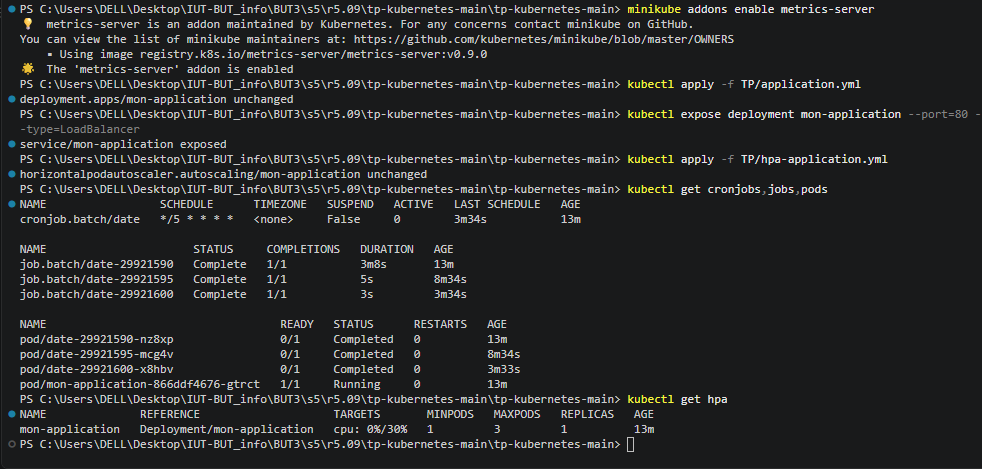 PS C:\Users\DELL\Desktop\IUT-BUT_info\BUT3\s5\r5.09\tp-kubernetes-main\tp-kubernetes-main> minikube addons enable metrics-server
💡  metrics-server is an addon maintained by Kubernetes. For any concerns contact minikube on GitHub.
You can view the list of minikube maintainers at: https://github.com/kubernetes/minikube/blob/master/OWNERS
    ▪ Using image registry.k8s.io/metrics-server/metrics-server:v0.9.0
🌟  The 'metrics-server' addon is enabled
PS C:\Users\DELL\Desktop\IUT-BUT_info\BUT3\s5\r5.09\tp-kubernetes-main\tp-kubernetes-main> kubectl apply -f TP/application.yml
deployment.apps/mon-application unchanged
PS C:\Users\DELL\Desktop\IUT-BUT_info\BUT3\s5\r5.09\tp-kubernetes-main\tp-kubernetes-main> kubectl expose deployment mon-application --port=80 -
-type=LoadBalancer
service/mon-application exposed
PS C:\Users\DELL\Desktop\IUT-BUT_info\BUT3\s5\r5.09\tp-kubernetes-main\tp-kubernetes-main> kubectl apply -f TP/hpa-application.yml
horizontalpodautoscaler.autoscaling/mon-application unchanged
PS C:\Users\DELL\Desktop\IUT-BUT_info\BUT3\s5\r5.09\tp-kubernetes-main\tp-kubernetes-main> kubectl get cronjobs,jobs,pods
NAME                 SCHEDULE      TIMEZONE   SUSPEND   ACTIVE   LAST SCHEDULE   AGE
cronjob.batch/date   */5 * * * *   <none>     False     0        3m34s           13m

NAME                      STATUS     COMPLETIONS   DURATION   AGE
job.batch/date-29921590   Complete   1/1           3m8s       13m
job.batch/date-29921595   Complete   1/1           5s         8m34s
job.batch/date-29921600   Complete   1/1           3s         3m34s

NAME                                   READY   STATUS      RESTARTS   AGE
pod/date-29921590-nz8xp                0/1     Completed   0          13m
pod/date-29921595-mcg4v                0/1     Completed   0          8m34s
pod/date-29921600-x8hbv                0/1     Completed   0          3m33s
pod/mon-application-866ddf4676-gtrct   1/1     Running     0          13m
PS C:\Users\DELL\Desktop\IUT-BUT_info\BUT3\s5\r5.09\tp-kubernetes-main\tp-kubernetes-main> kubectl get hpa
NAME              REFERENCE                    TARGETS       MINPODS   MAXPODS   REPLICAS   AGE
mon-application   Deployment/mon-application   cpu: 0%/30%   1         3         1          13m
PS C:\Users\DELL\Desktop\IUT-BUT_info\BUT3\s5\r5.09\tp-kubernetes-main\tp-kubernetes-main>